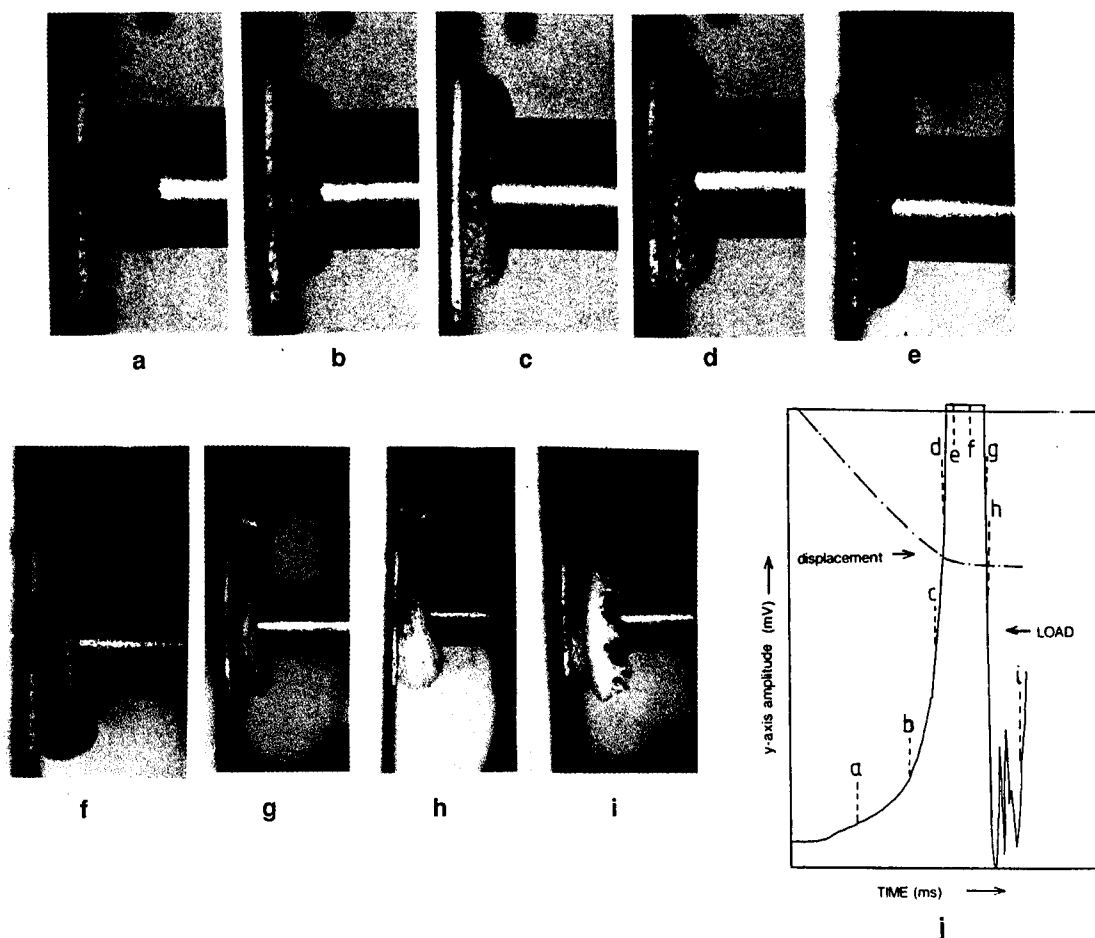 a b c d e
f g h i
d e f g
h
displacement →
c
← LOAD
i
b
a
y-axis amplitude (mV) →
TIME (ms) →
j